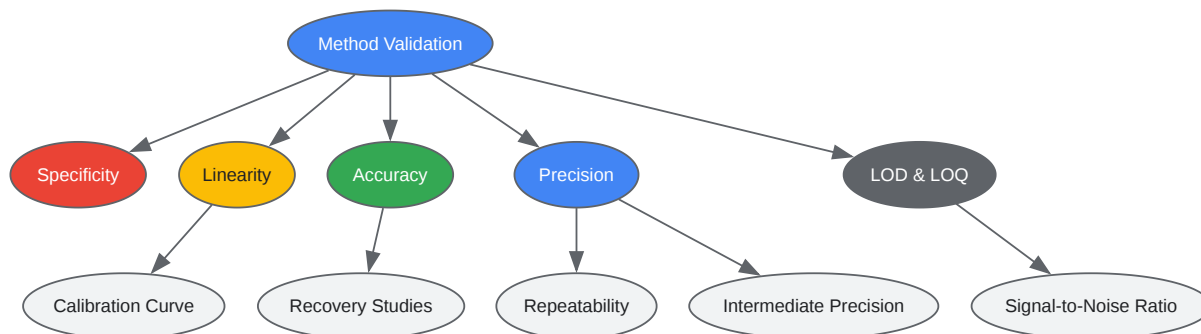 Method Validation
Specificity
Linearity
Accuracy
Precision
LOD & LOQ
Calibration Curve
Recovery Studies
Repeatability
Intermediate Precision
Signal-to-Noise Ratio